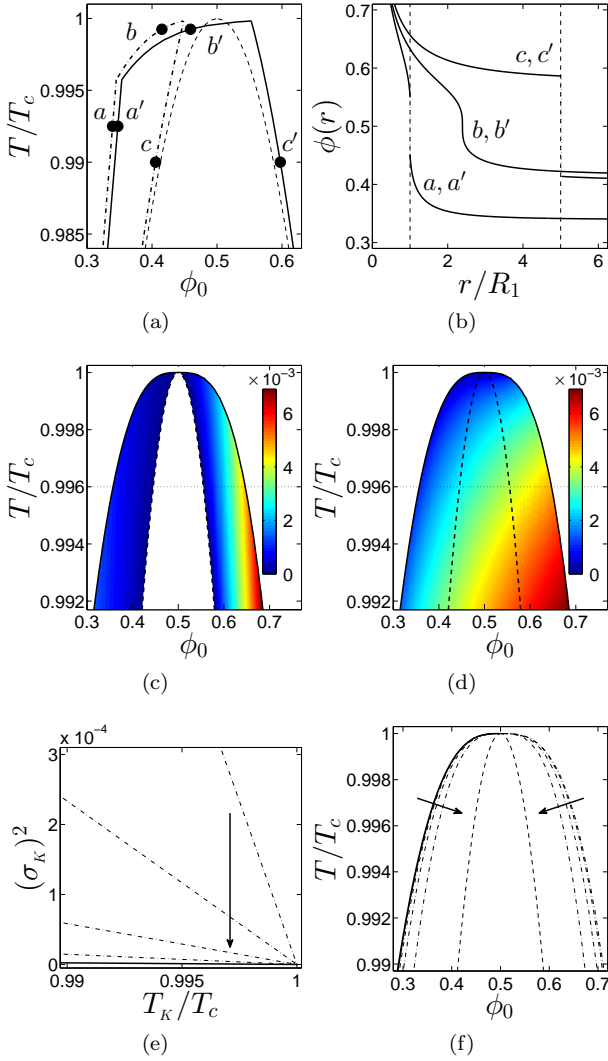 1
0.995
0.99
0.985
T/T_c
b
b′
a
a′
c
c′
0.3 0.4 0.5 0.6
ϕ_0
(a)
0.7
0.6
0.5
0.4
0.3
ϕ(r)
c, c′
b, b′
a, a′
0 2 4 6
r/R_1
(b)
× 10^{-3}
1
0.998
0.996
0.994
0.992
T/T_c
6
4
2
0
0.3 0.4 0.5 0.6 0.7
ϕ_0
(c)
× 10^{-3}
1
0.998
0.996
0.994
0.992
T/T_c
6
4
2
0
0.3 0.4 0.5 0.6 0.7
ϕ_0
(d)
× 10^{-4}
3
2
1
0
(σ_K)^2
0.99 0.995 1
T_K/T_c
(e)
1
0.998
0.996
0.994
0.992
0.99
T/T_c
0.3 0.4 0.5 0.6 0.7
ϕ_0
(f)